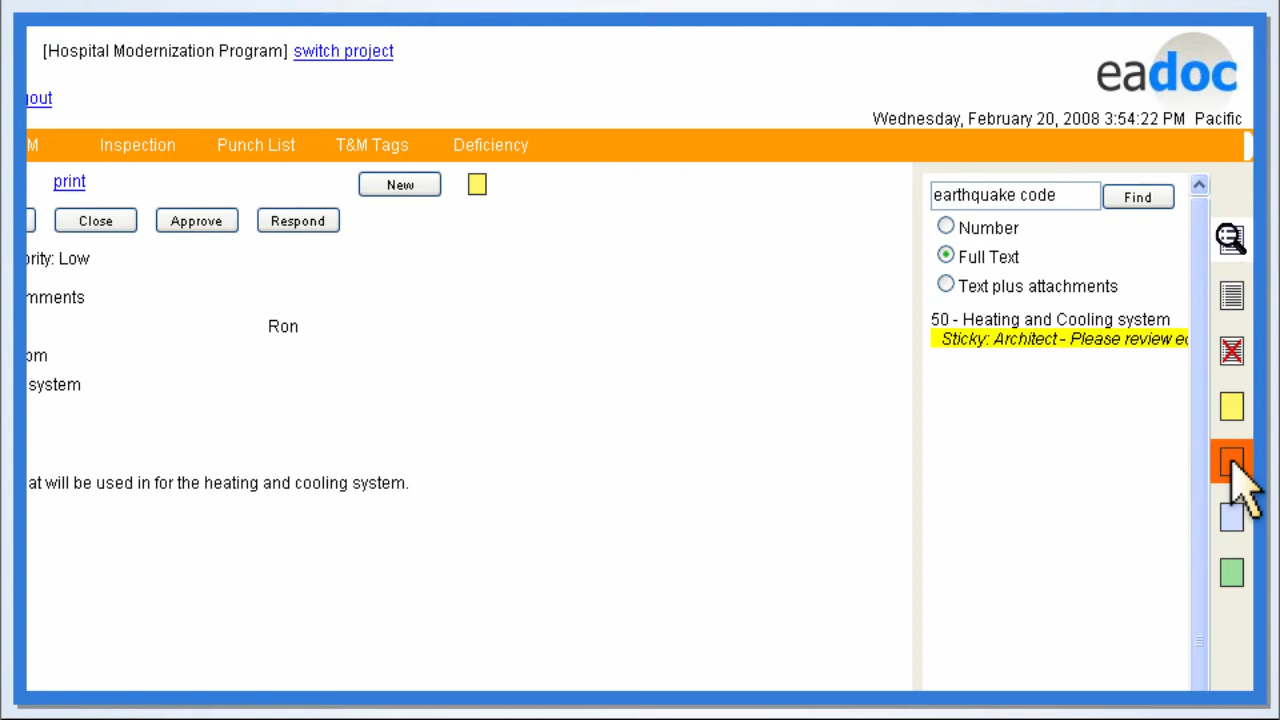 [Hospital Modernization Program] switch project
eadoc
gout
Wednesday, February 20, 2008 3:54:22 PM Pacific
M Inspection Punch List T&M Tags Deficiency
print New
earthquake code Find
Close Approve Respond
Number
Full Text
ority: Low
Text plus attachments
mments
50 - Heating and Cooling system
Ron
Sticky: Architect - Please review
om
system
at will be used in for the heating and cooling system.